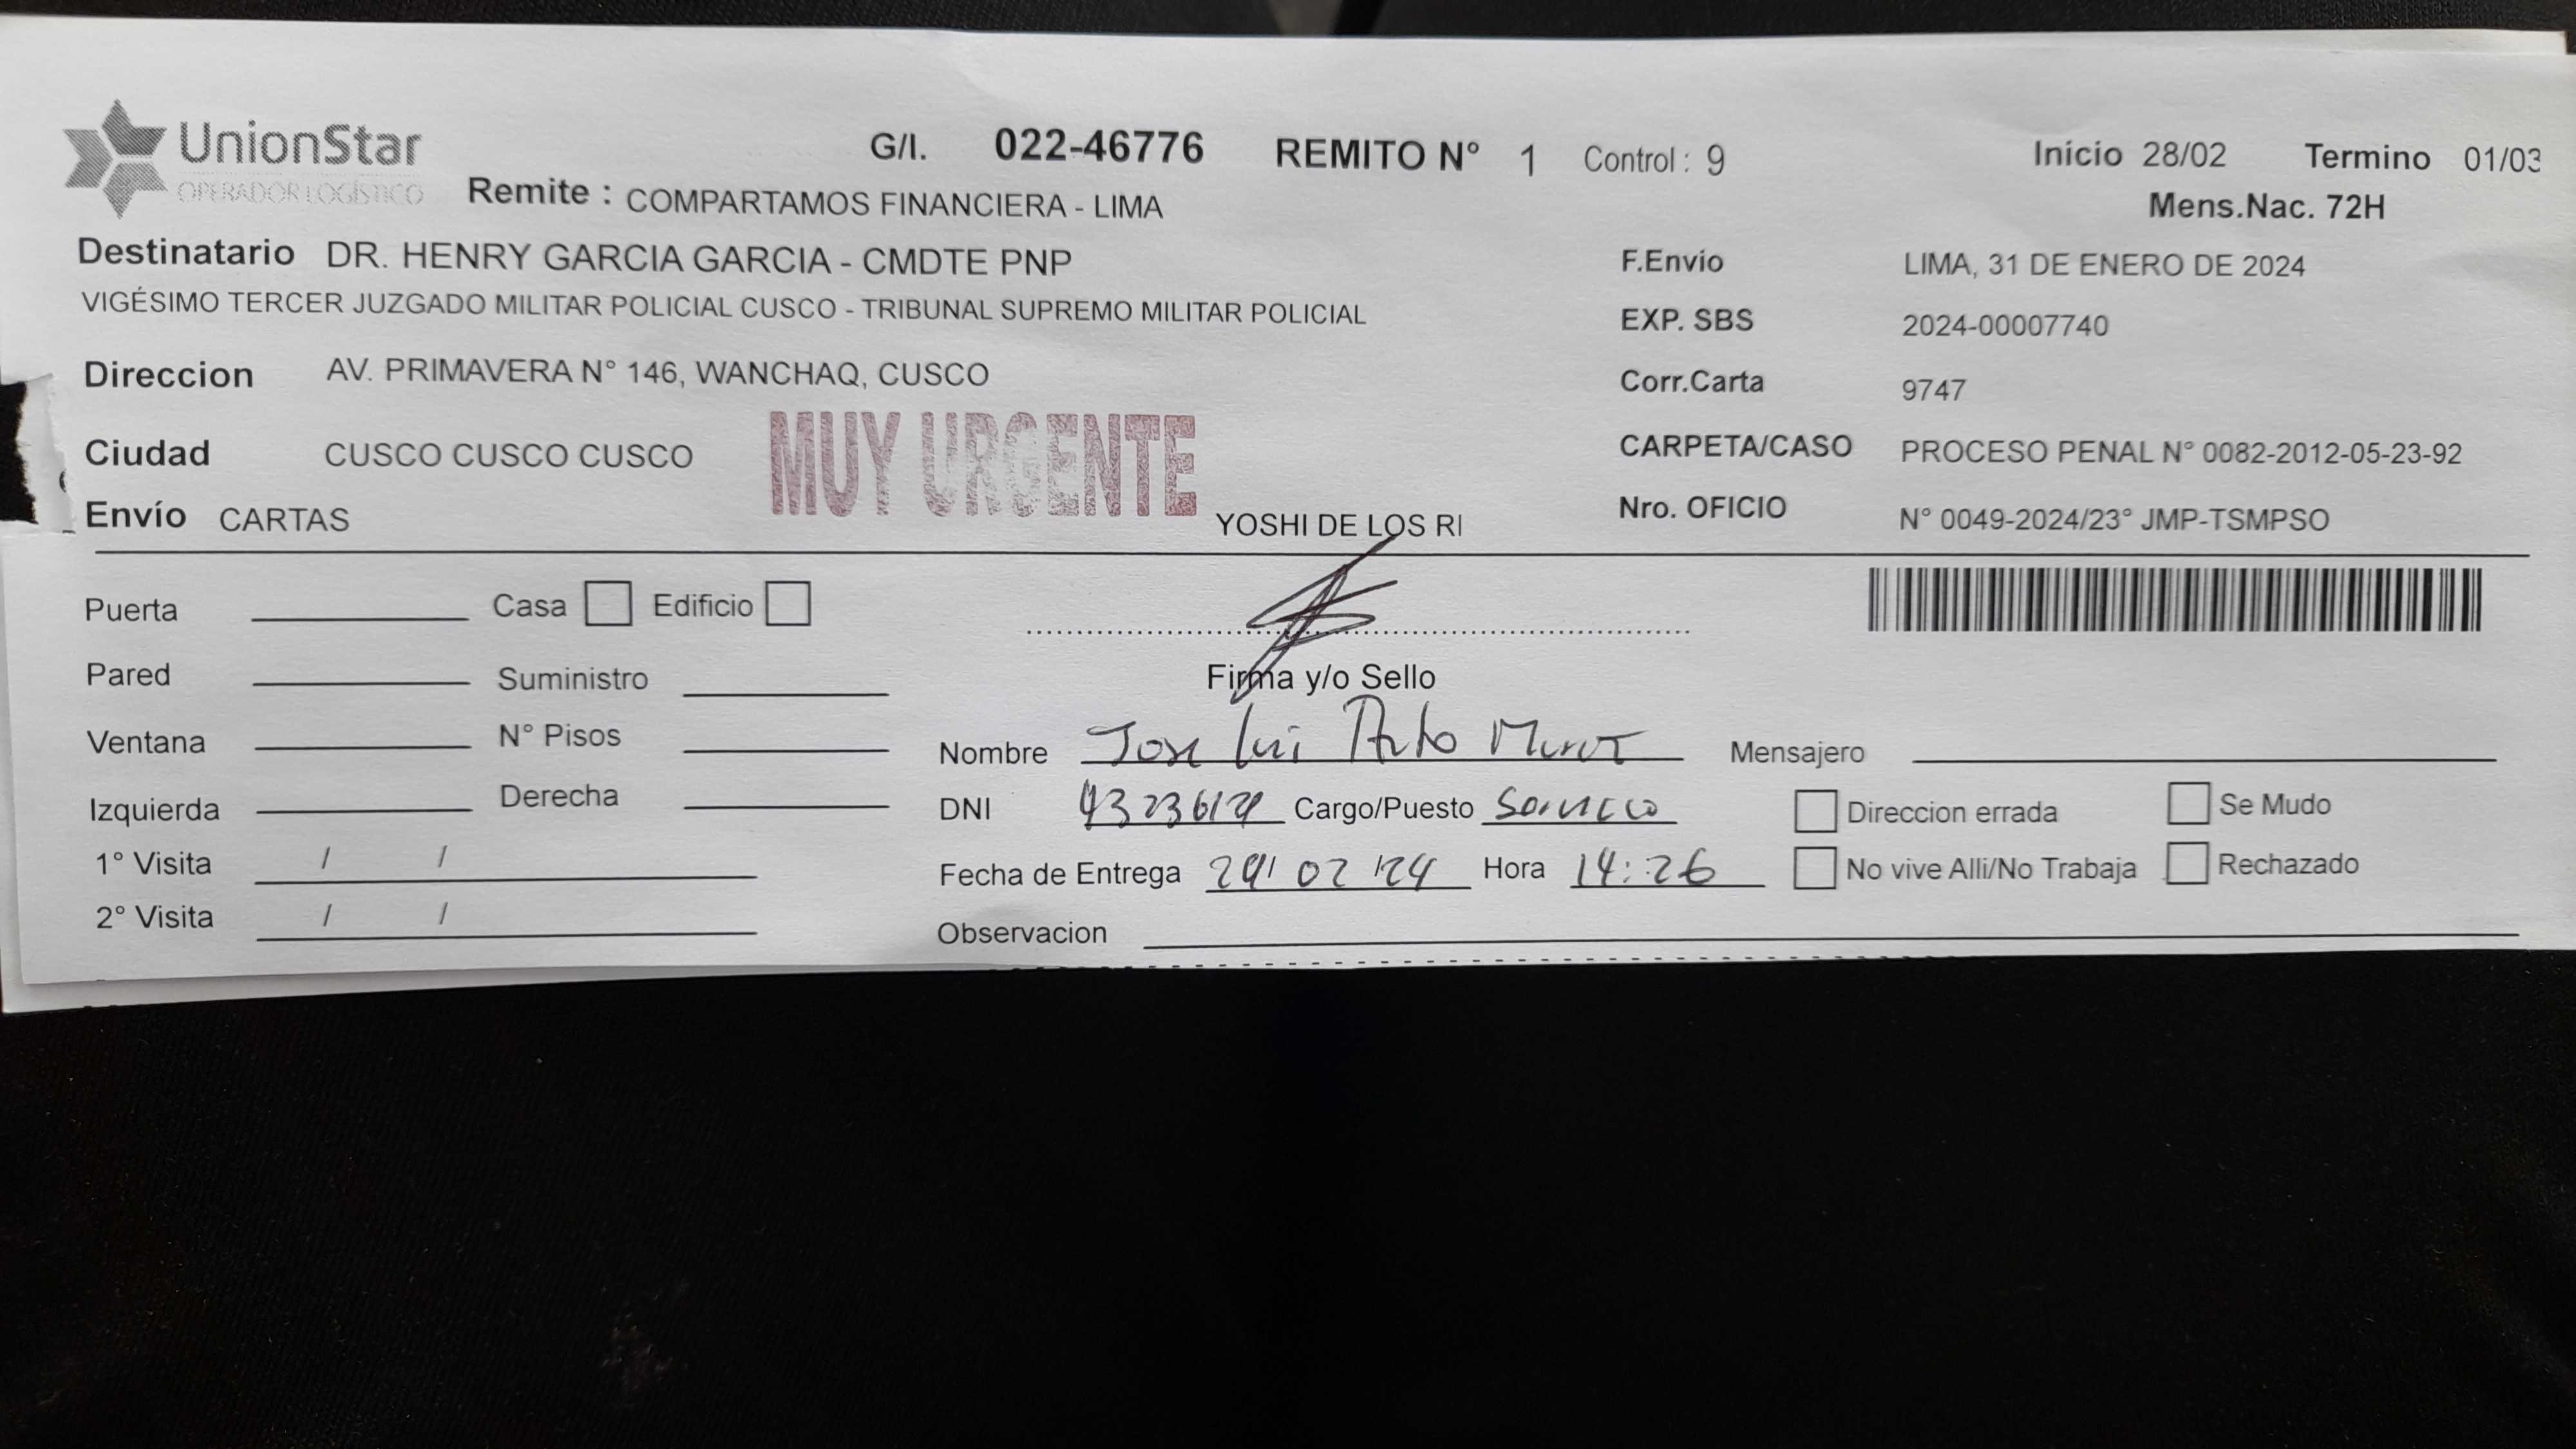 UnionStar
OPERADOR LOGÍSTICO
G/I. 022-46776 REMITO N° 1 Control : 9 Inicio 28/02 Termino 01/03
Remite : COMPARTAMOS FINANCIERA - LIMA Mens.Nac. 72H
Destinatario DR. HENRY GARCIA GARCIA - CMDTE PNP F.Envio LIMA, 31 DE ENERO DE 2024
VIGÉSIMO TERCER JUZGADO MILITAR POLICIAL CUSCO - TRIBUNAL SUPREMO MILITAR POLICIAL EXP. SBS 2024-00007740
Direccion AV. PRIMAVERA N° 146, WANCHAQ, CUSCO Corr.Carta 9747
Ciudad CUSCO CUSCO CUSCO CARPETA/CASO PROCESO PENAL N° 0082-2012-05-23-92
MUY URGENTE
Envío CARTAS YOSHI DE LOS RI Nro. OFICIO N° 0049-2024/23° JMP-TSMPSO
Puerta Casa Edificio
Pared Suministro Firma y/o Sello
Ventana N° Pisos Nombre Jose Luis Mensajero
Izquierda Derecha DNI Cargo/Puesto Direccion errada Se Mudo
1° Visita / / Fecha de Entrega 29/ 02 /24 Hora 14:26 No vive Alli/No Trabaja Rechazado
2° Visita / / Observacion